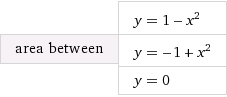 area between
y = 1 − x²
y = −1 + x²
y = 0